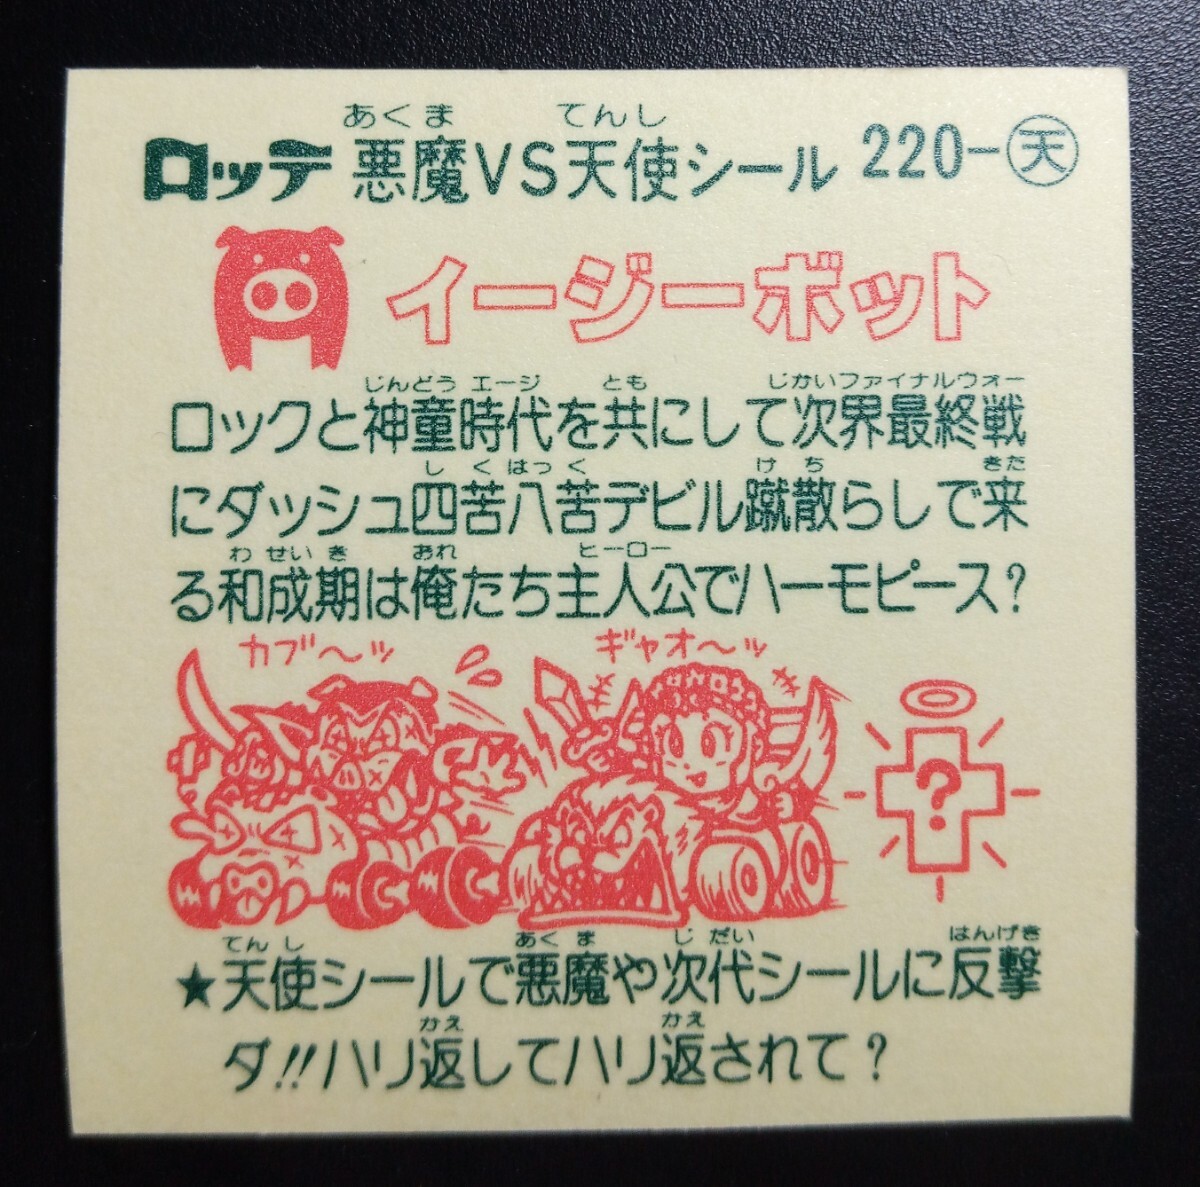 ロッテ 悪魔VS天使シール 220-天
あくま てんし
イージーボット
じんどう エージ とも じかいファイナルウォー
ロックと神童時代を共にして次界最終戦
しくはっく けち きた
にダッシュ四苦八苦デビル蹴散らしで来
わせいき おれ ヒーロー
る和成期は俺たち主人公でハーモピース?
カブ〜ッ ギャオ〜ッ
?
てんし あくま じだい はんげき
★天使シールで悪魔や次代シールに反撃
かえ かえ
ダ!!ハリ返してハリ返されて?